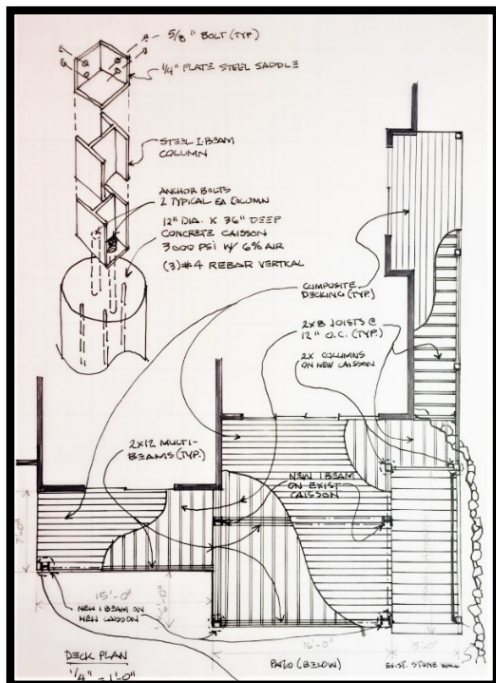 5/8" BOLT (TYP.)
1/4" PLATE STEEL SADDLE
STEEL I-BEAM
COLUMN
ANCHOR BOLTS
2 TYPICAL EA COLUMN
12" DIA. X 36" DEEP
CONCRETE CAISSON
3000 PSI W/ 6% AIR
(3) #4 REBAR VERTICAL
COMPOSITE
DECKING (TYP.)
2X8 JOISTS @
12" O.C. (TYP.)
2X COLUMNS
ON NEW CAISSON
2X12 MULTI-
BEAMS (TYP.)
NEW I BEAM
ON EXIST
CAISSON
7'-0"
15'-0"
NEW I BEAM ON
NEW CAISSON
16'-0"
5'-0"
DECK PLAN
1/4" = 1'-0"
PATIO (BELOW)
EXIST. STONE WALL